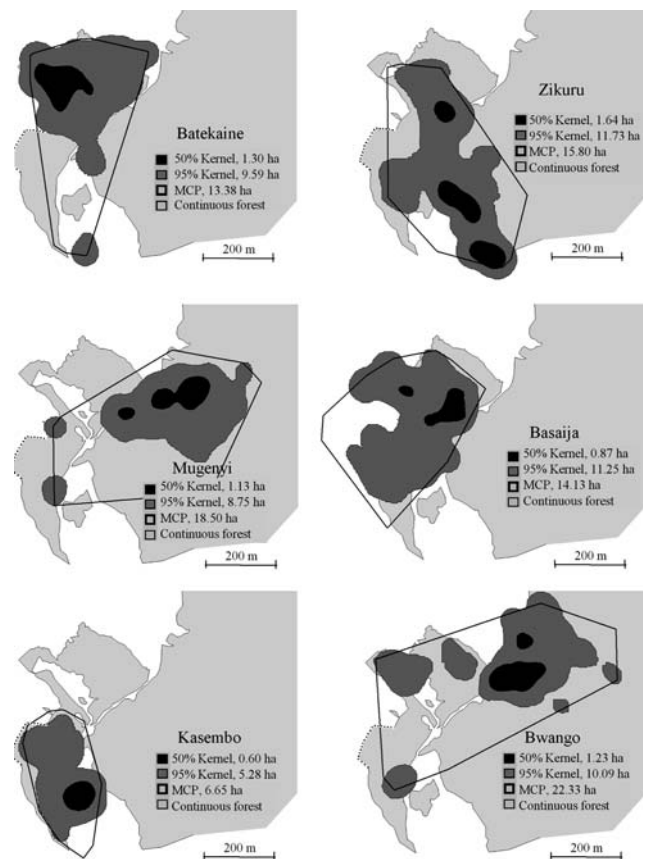 Batekaine
50% Kernel, 1.30 ha
95% Kernel, 9.59 ha
MCP, 13.38 ha
Continuous forest
200 m
Zikuru
50% Kernel, 1.64 ha
95% Kernel, 11.73 ha
MCP, 15.80 ha
Continuous forest
200 m
Mugenyi
50% Kernel, 1.13 ha
95% Kernel, 8.75 ha
MCP, 18.50 ha
Continuous forest
200 m
Basaija
50% Kernel, 0.87 ha
95% Kernel, 11.25 ha
MCP, 14.13 ha
Continuous forest
200 m
Kasembo
50% Kernel, 0.60 ha
95% Kernel, 5.28 ha
MCP, 6.65 ha
Continuous forest
200 m
Bwango
50% Kernel, 1.23 ha
95% Kernel, 10.09 ha
MCP, 22.33 ha
Continuous forest
200 m